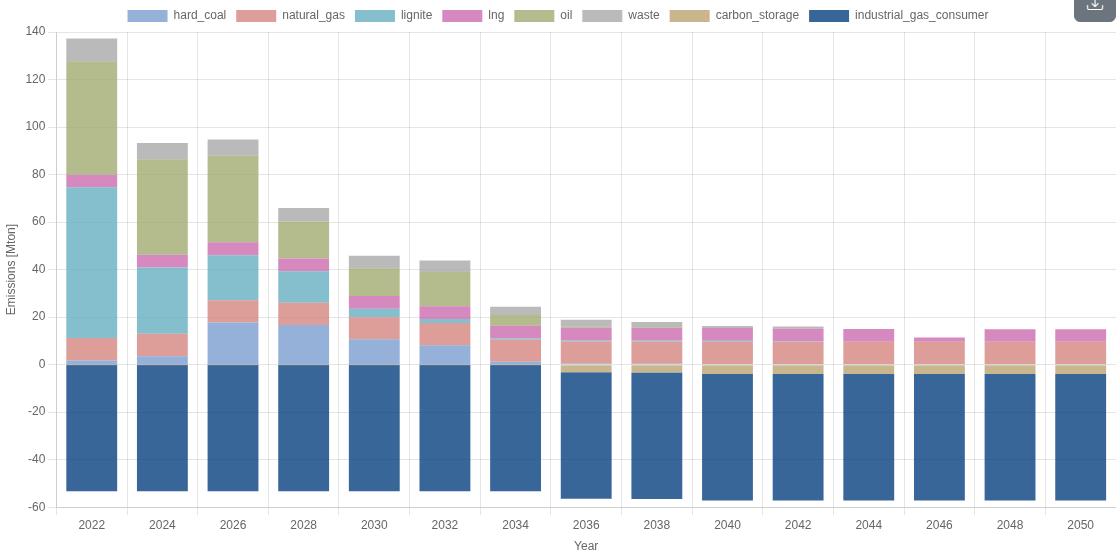 hard_coal natural_gas lignite lng oil waste carbon_storage industrial_gas_consumer
140
120
100
80
60
40
20
0
-20
-40
-60
Emissions [Mton]
2022 2024 2026 2028 2030 2032 2034 2036 2038 2040 2042 2044 2046 2048 2050
Year